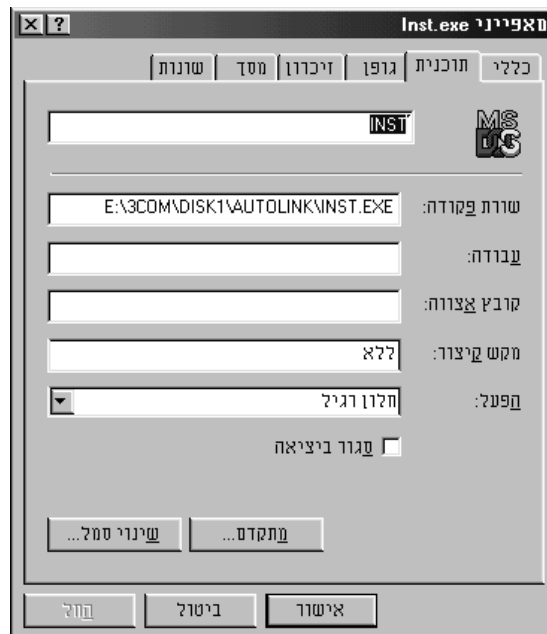 מאפייני Inst.exe
כללי תוכנית גופן זיכרון מסך שונות
MS DOS
INST
שורת פקודה: E:\3COM\DISK1\AUTOLINK\INST.EXE
עבודה:
קובץ אצווה:
מקש קיצור: ללא
הפעל: חלון רגיל
סגור ביציאה
מתקדם... שינוי סמל...
אישור ביטול החל